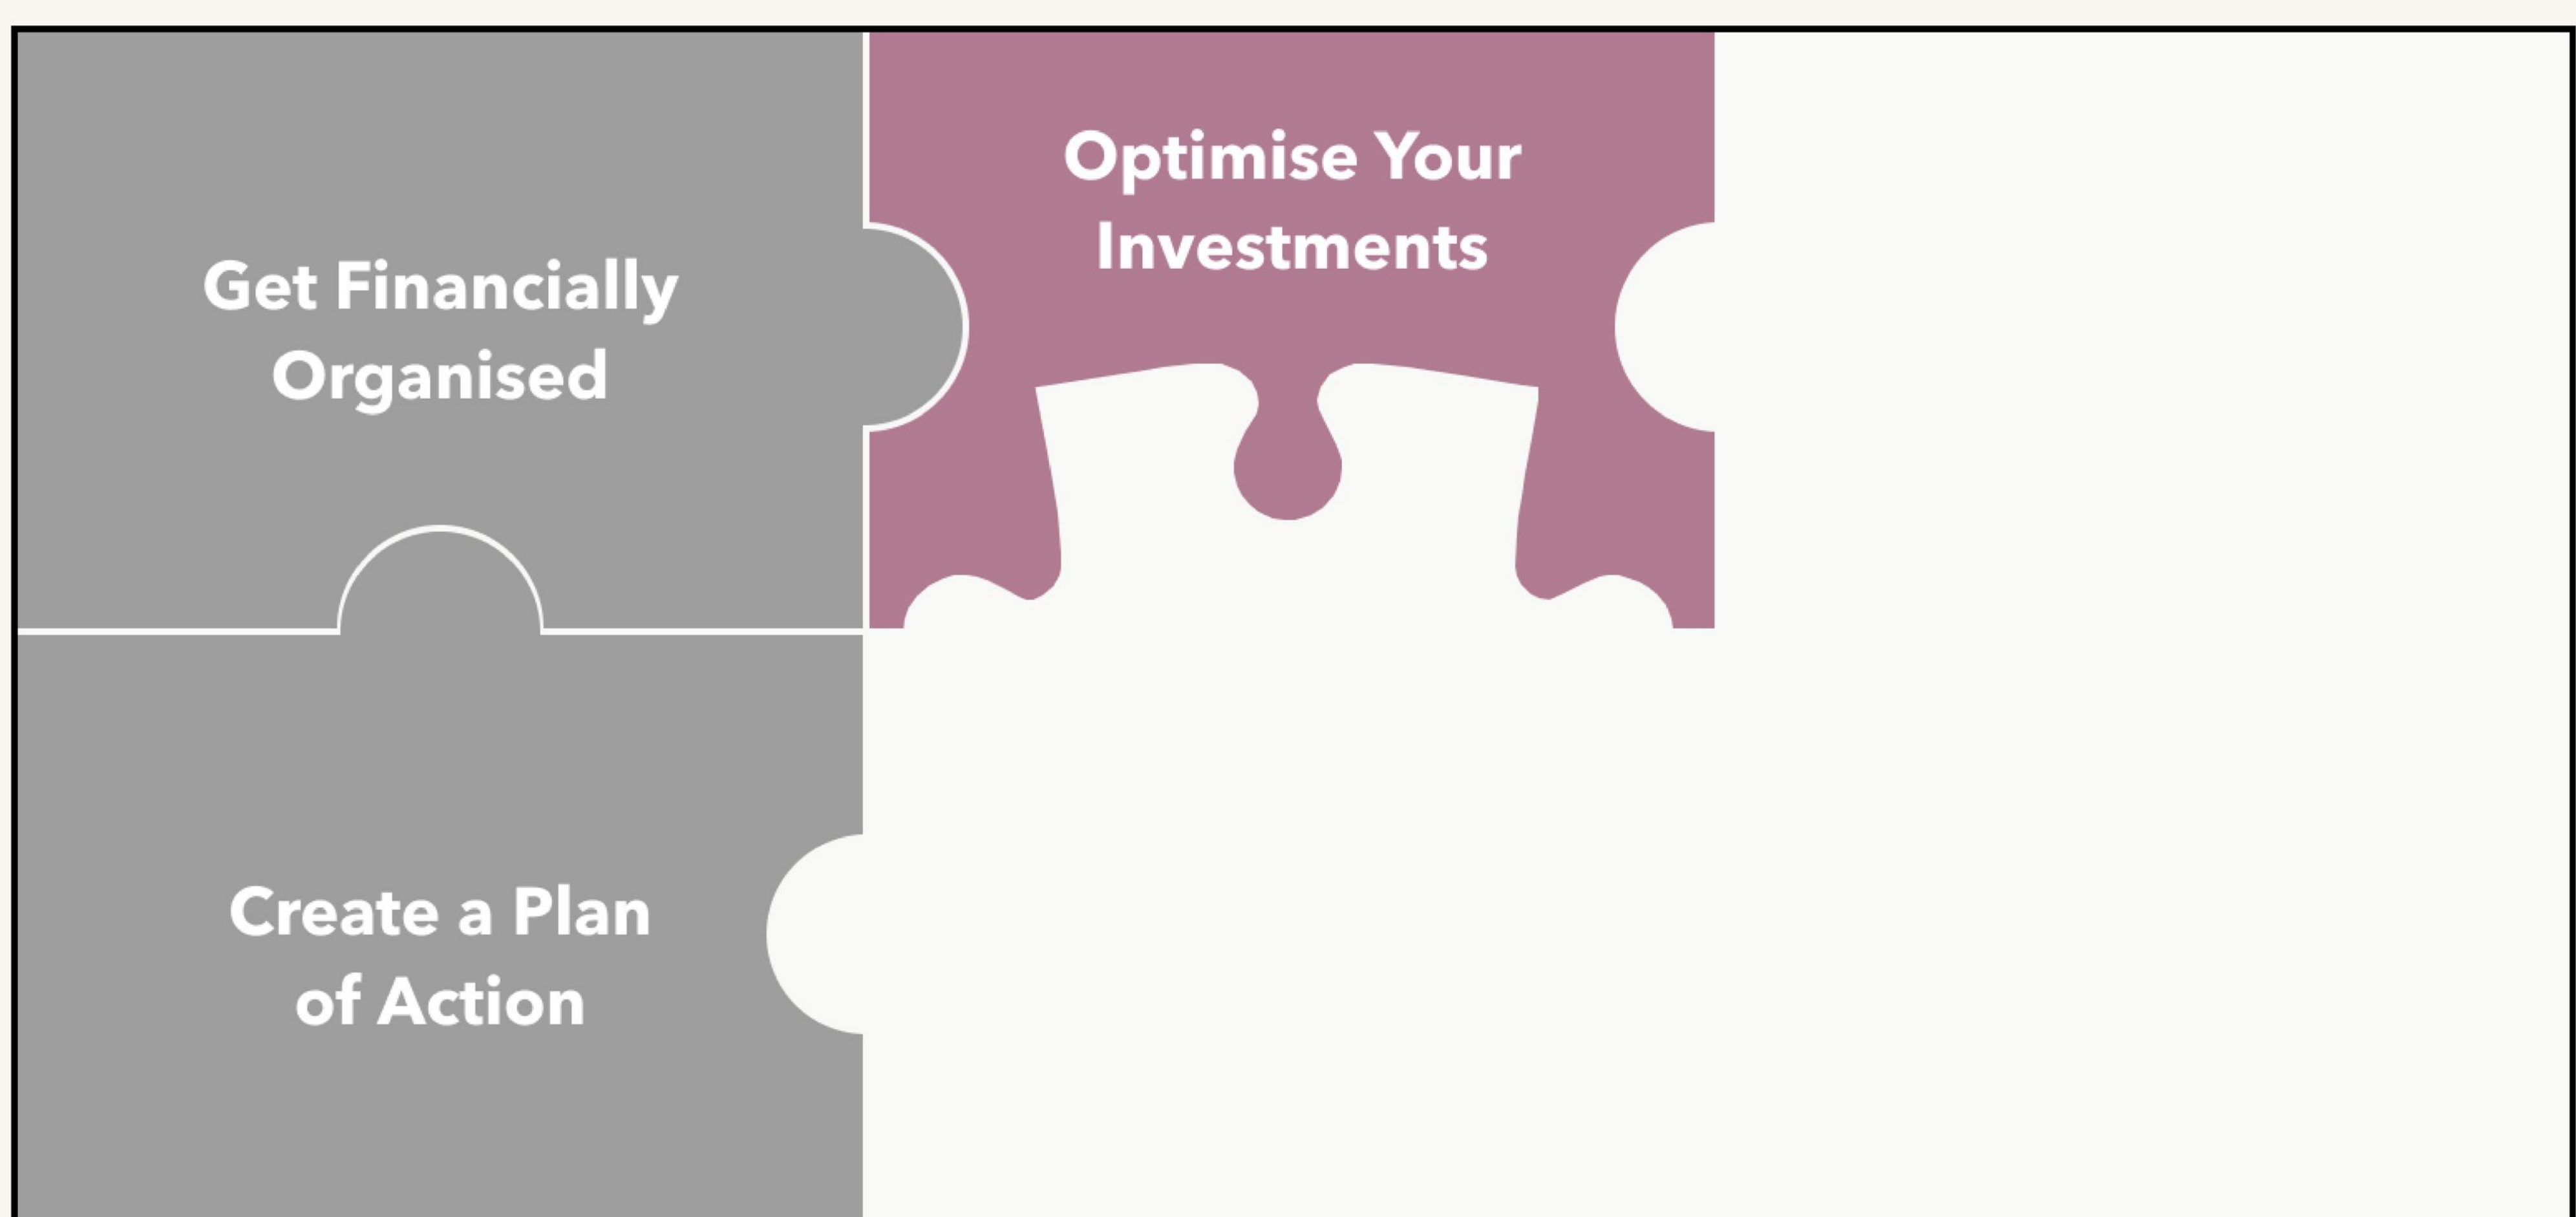 Get Financially
Organised
Optimise Your
Investments
Create a Plan
of Action